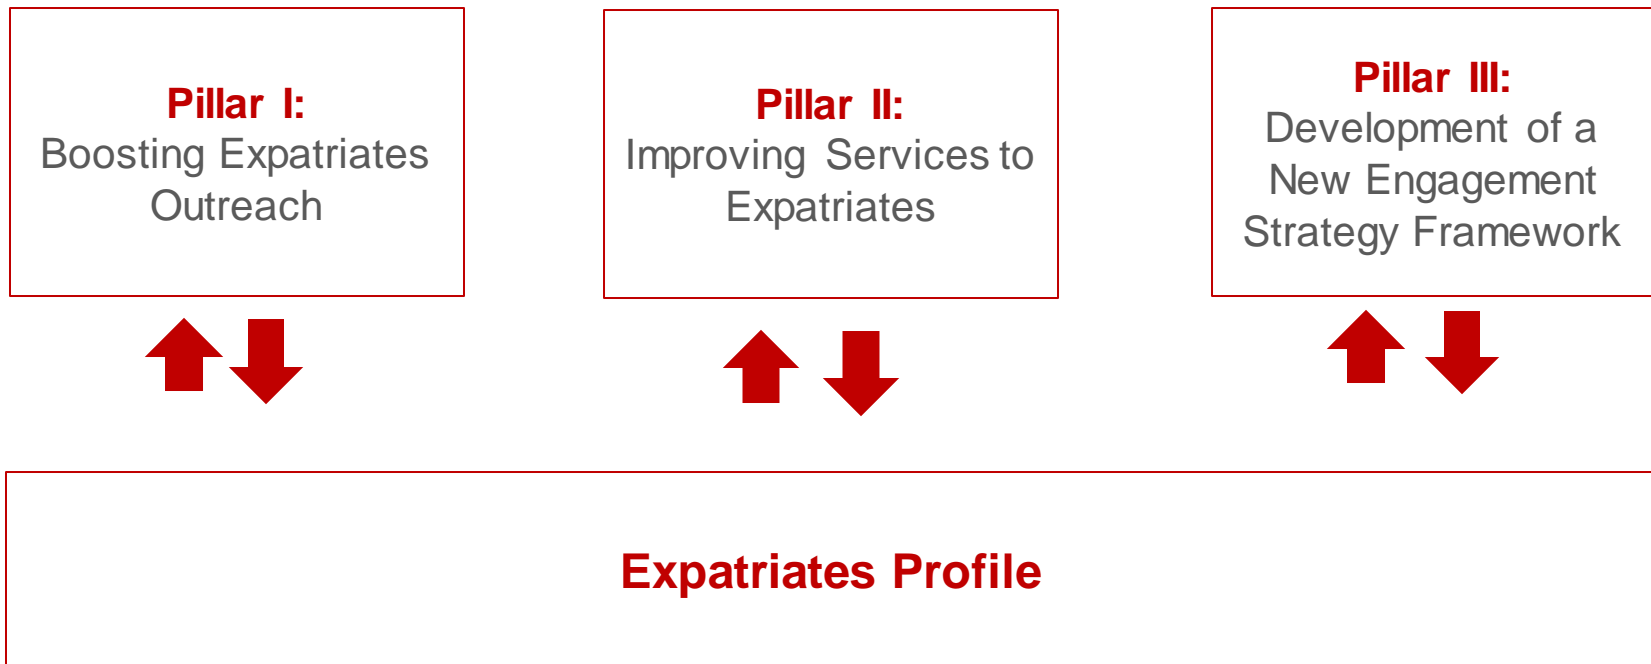 Pillar I:
Boosting Expatriates
Outreach
Pillar II:
Improving Services to
Expatriates
Pillar III:
Development of a
New Engagement
Strategy Framework
Expatriates Profile